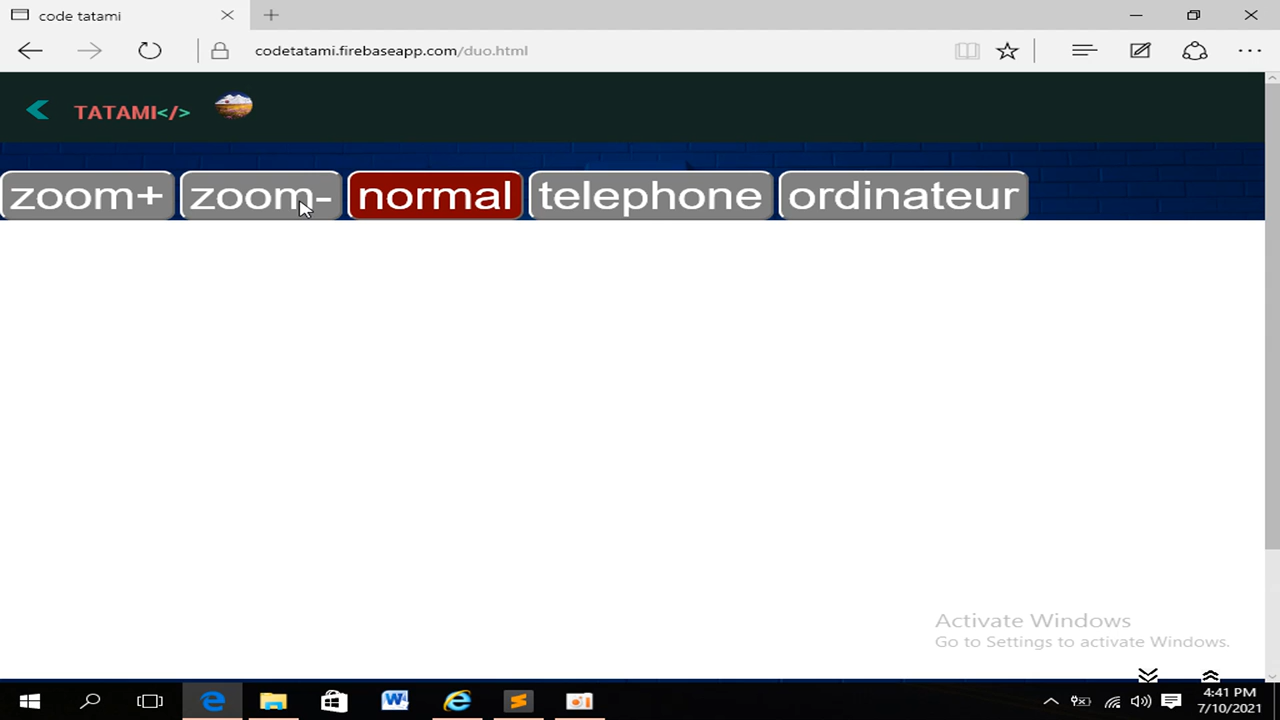 code tatami
codetatami.firebaseapp.com/duo.html
TATAMI</>
zoom+ zoom- normal telephone ordinateur
Activate Windows
Go to Settings to activate Windows.
4:41 PM
7/10/2021